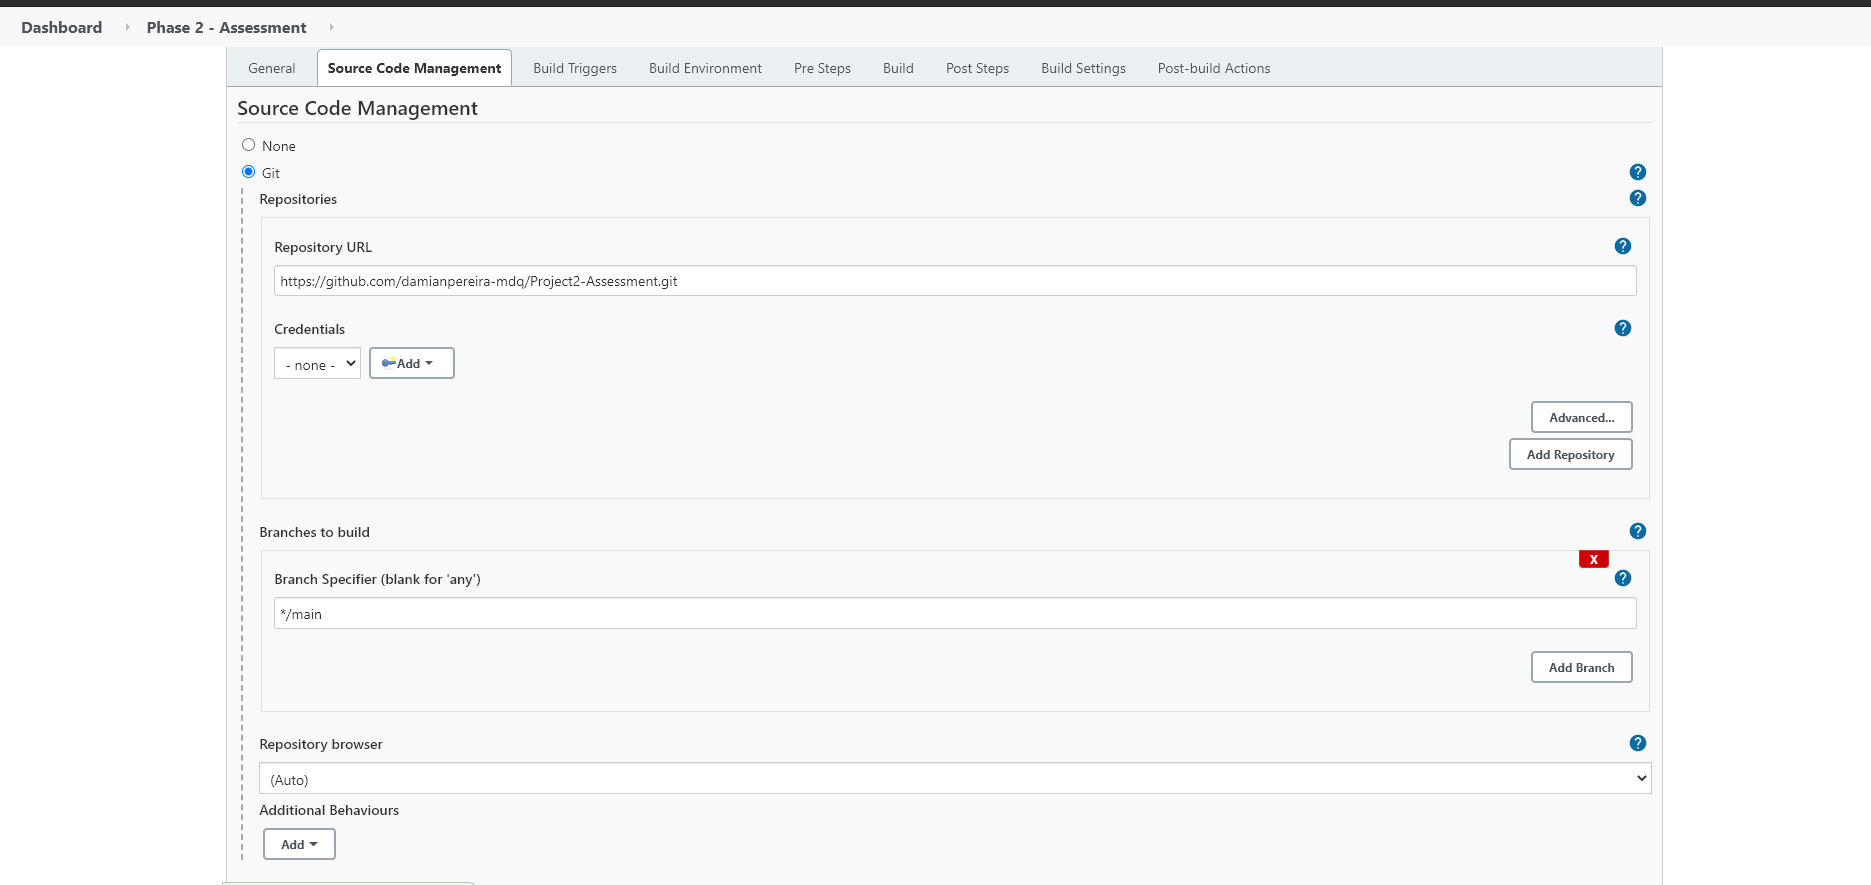 Dashboard Phase 2 - Assessment
General Source Code Management Build Triggers Build Environment Pre Steps Build Post Steps Build Settings Post-build Actions
Source Code Management
None
Git ?
Repositories ?
Repository URL ?
https://github.com/damianpereira-mdq/Project2-Assessment.git
Credentials ?
- none - Add
Advanced...
Add Repository
Branches to build ?
X
Branch Specifier (blank for 'any') ?
*/main
Add Branch
Repository browser ?
(Auto)
Additional Behaviours
Add